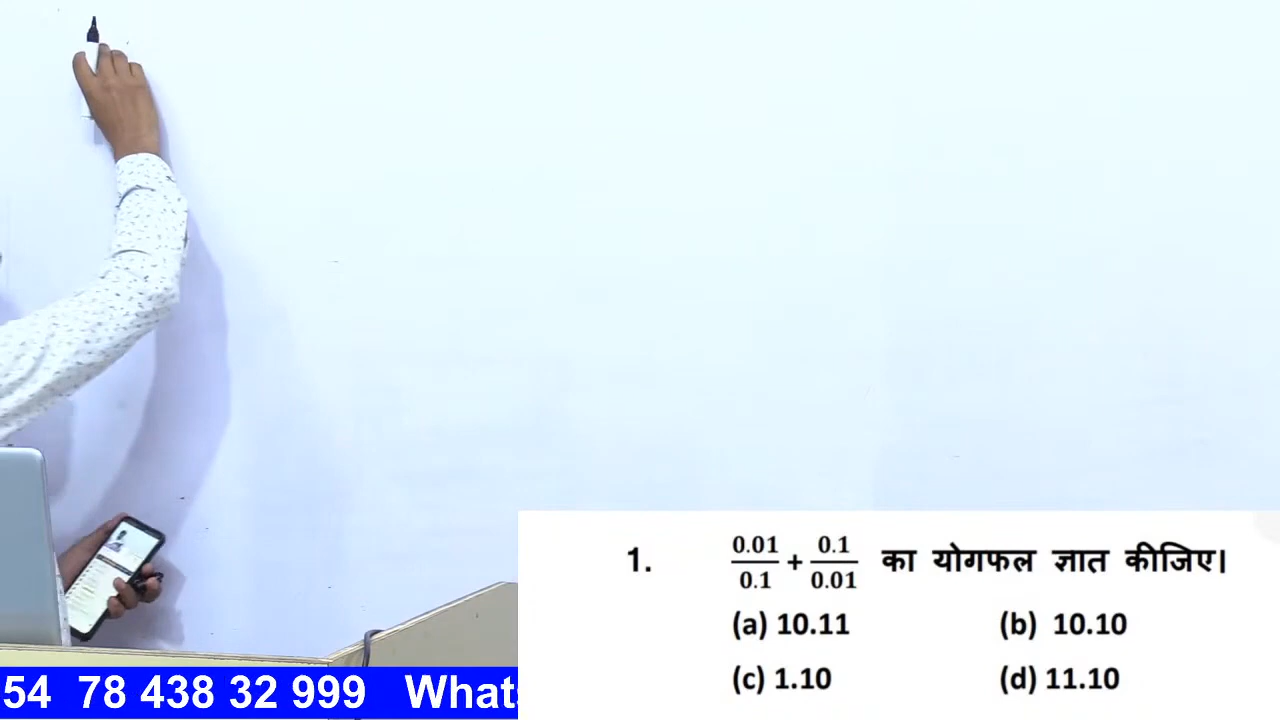 1. 0.01/0.1 + 0.1/0.01 का योगफल ज्ञात कीजिए।
(a) 10.11 (b) 10.10
(c) 1.10 (d) 11.10
54 78 438 32 999 What